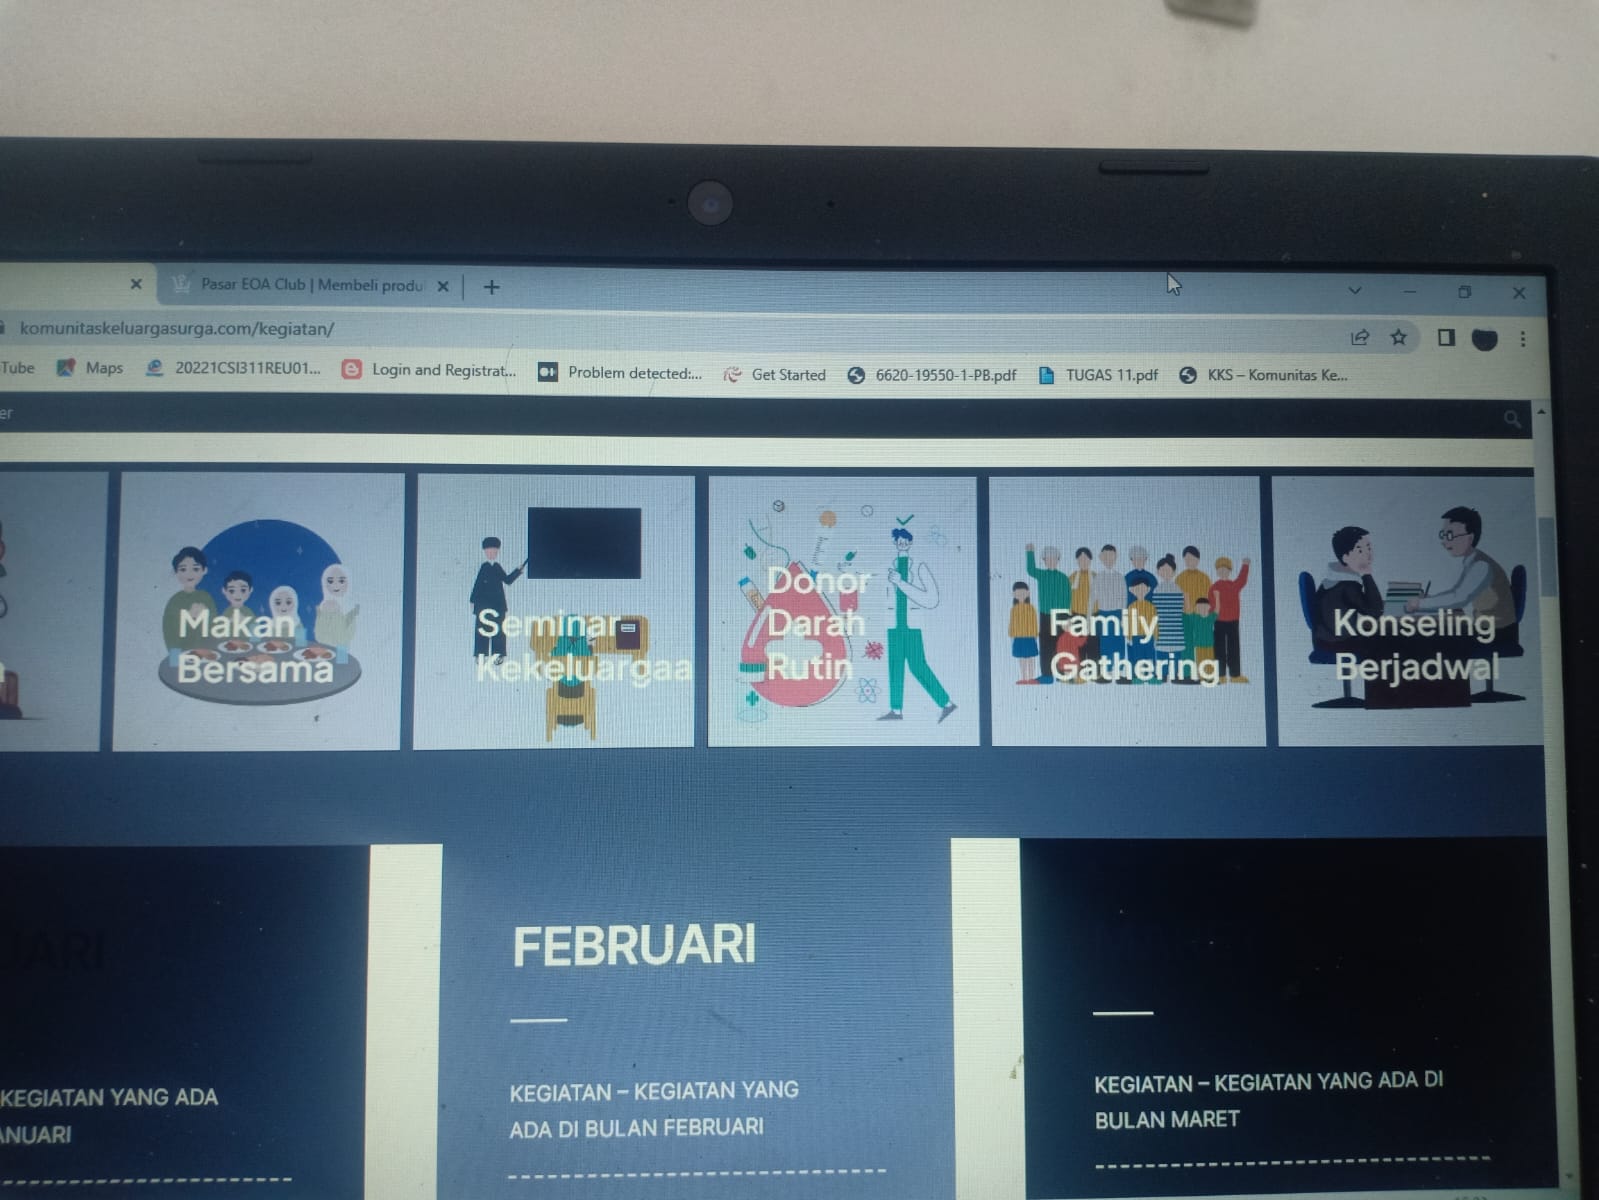 Pasar EOA Club | Membeli produ
komunitaskeluargasurga.com/kegiatan/
Tube Maps 20221CSI311REU01... Login and Registrat... Problem detected:... Get Started 6620-19550-1-PB.pdf TUGAS 11.pdf KKS – Komunitas Ke...
er
Makan
Bersama
Seminar
Kekeluargaa
Donor
Darah
Rutin
Family
Gathering
Konseling
Berjadwal
UARI
KEGIATAN YANG ADA
ANUARI
FEBRUARI
KEGIATAN – KEGIATAN YANG
ADA DI BULAN FEBRUARI
KEGIATAN – KEGIATAN YANG ADA DI
BULAN MARET